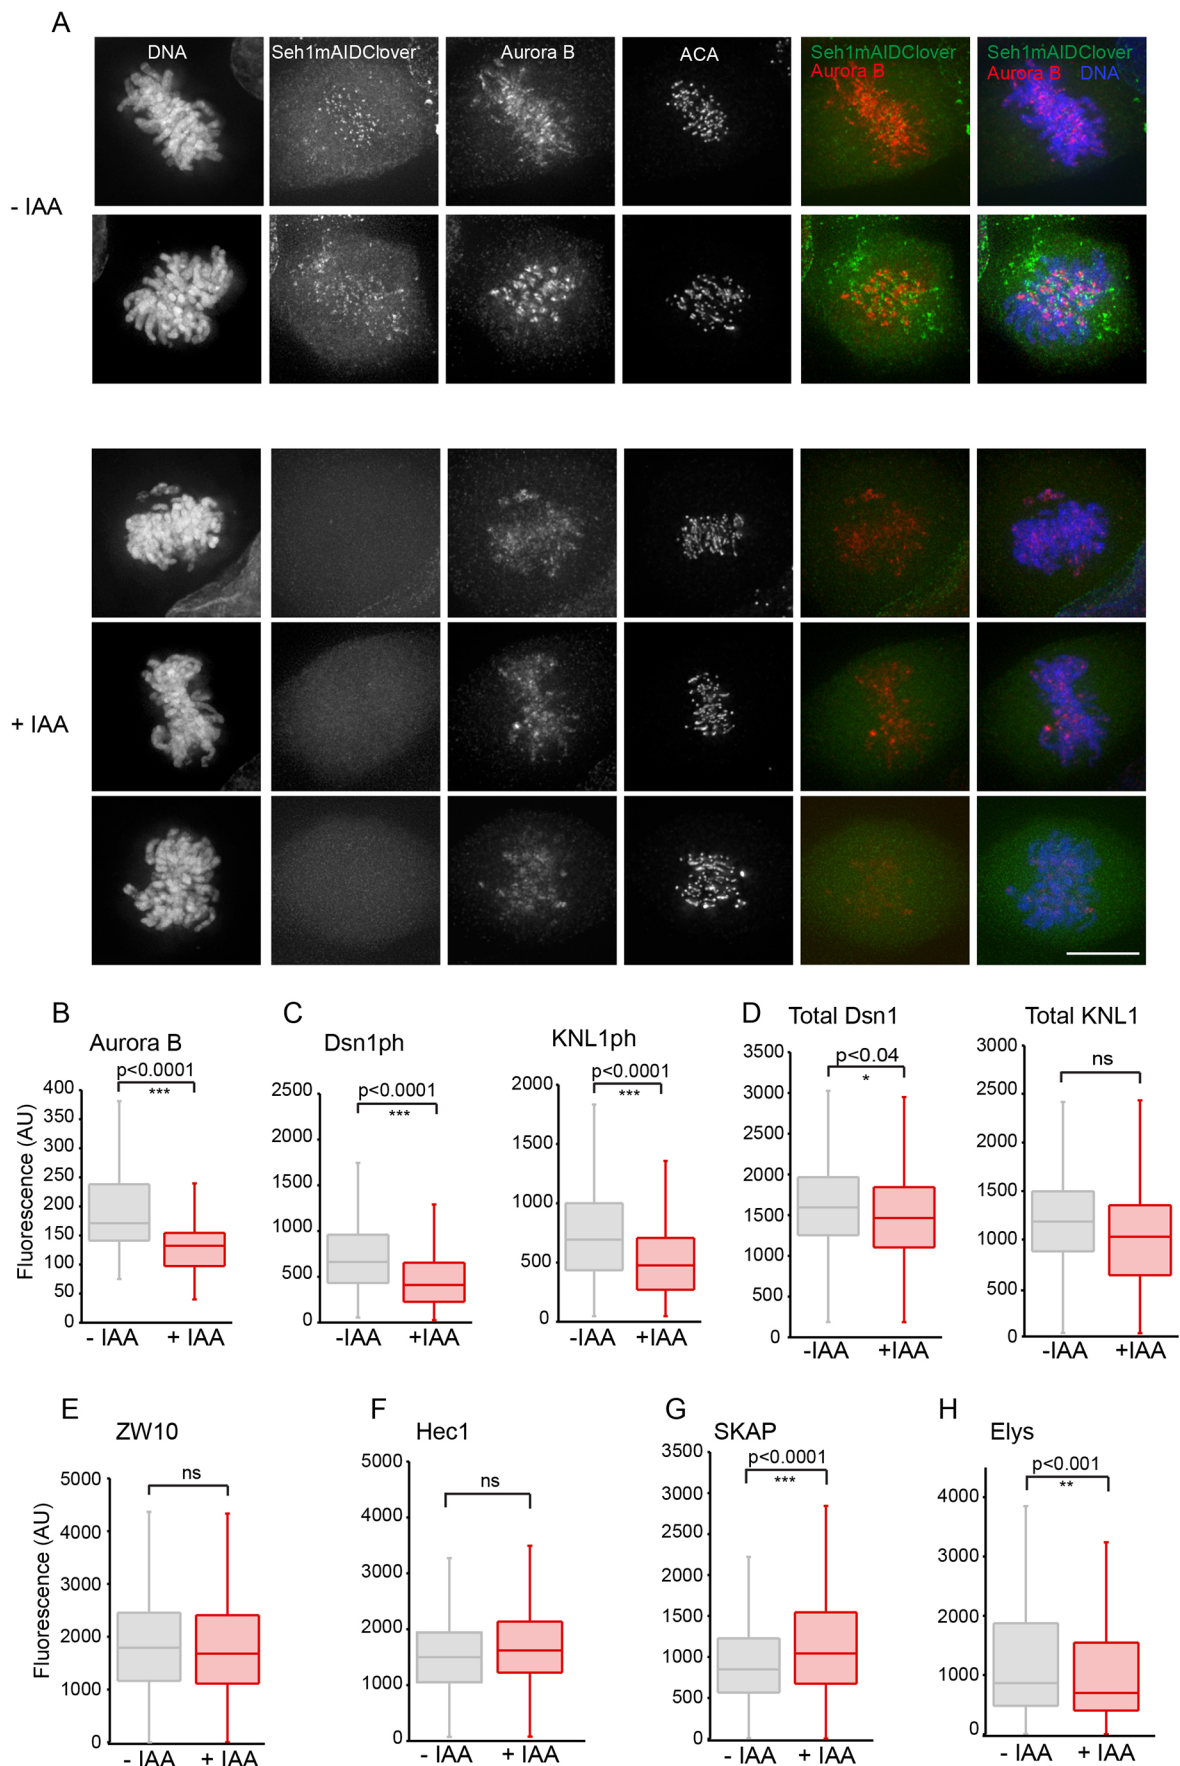 A
DNA
Seh1mAIDClover
Aurora B
ACA
Seh1mAIDClover
Aurora B
Seh1mAIDClover
Aurora B DNA
- IAA
+ IAA
B
Aurora B
p<0.0001
***
Fluorescence (AU)
400
350
300
250
200
150
100
50
0
- IAA
+ IAA
C
Dsn1ph
p<0.0001
***
2500
2000
1500
1000
500
0
-IAA
+IAA
KNL1ph
p<0.0001
***
2000
1500
1000
500
0
-IAA
+IAA
D
Total Dsn1
p<0.04
*
3500
3000
2500
2000
1500
1000
500
0
-IAA
+IAA
Total KNL1
ns
3000
2500
2000
1500
1000
500
0
-IAA
+IAA
E
ZW10
ns
Fluorescence (AU)
5000
4000
3000
2000
1000
0
- IAA
+ IAA
F
Hec1
ns
5000
4000
3000
2000
1000
0
- IAA
+ IAA
G
SKAP
p<0.0001
***
3500
3000
2500
2000
1500
1000
500
0
- IAA
+ IAA
H
Elys
p<0.001
**
4000
3000
2000
1000
0
- IAA
+ IAA